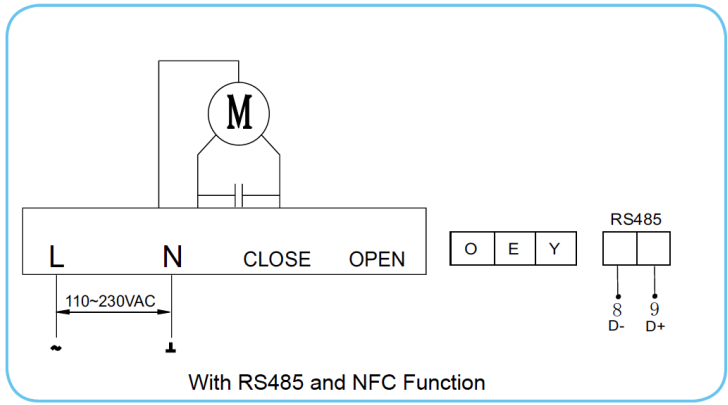 M
L N CLOSE OPEN
O E Y
RS485
110~230VAC
8 9
D- D+
~
With RS485 and NFC Function